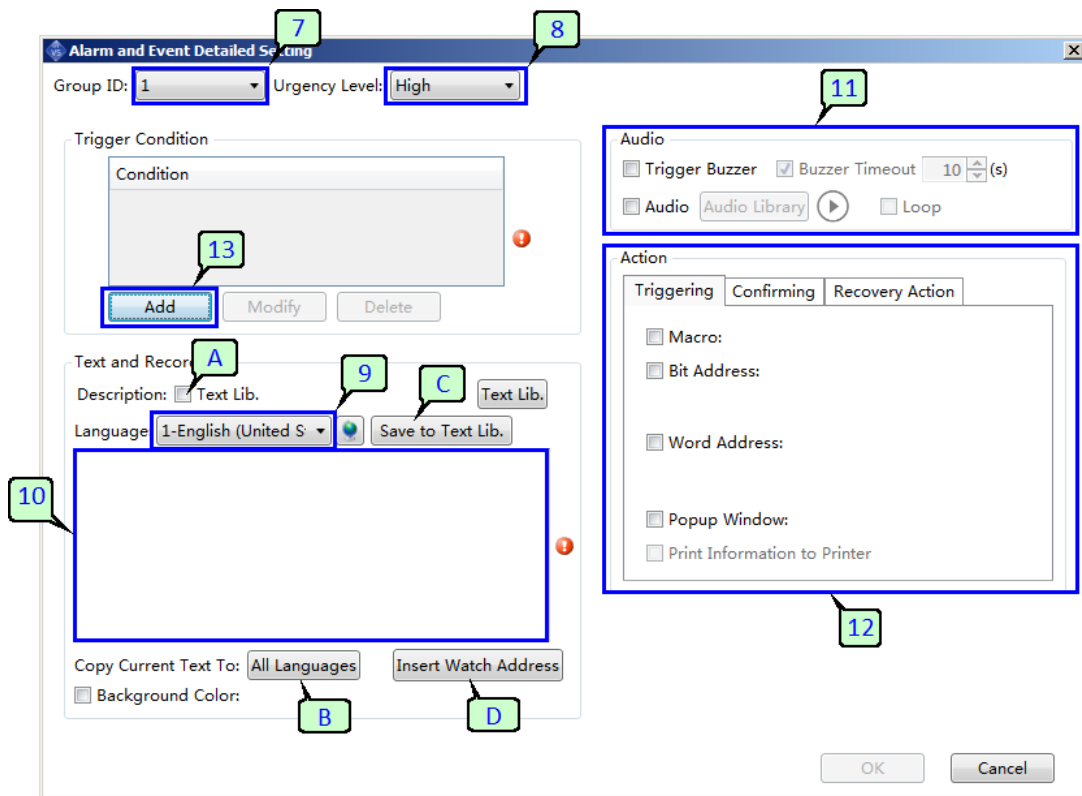 7
8
VS Alarm and Event Detailed Setting
Group ID: 1 Urgency Level: High
11
Trigger Condition
Condition
13
Add Modify Delete
Audio
Trigger Buzzer Buzzer Timeout 10 (s)
Audio Audio Library Loop
Action
Triggering Confirming Recovery Action
Macro:
Bit Address:
Word Address:
Popup Window:
Print Information to Printer
12
Text and Record
A
9
C
Description: Text Lib. Text Lib.
Language 1-English (United S Save to Text Lib.
10
Copy Current Text To: All Languages Insert Watch Address
Background Color:
B
D
OK Cancel